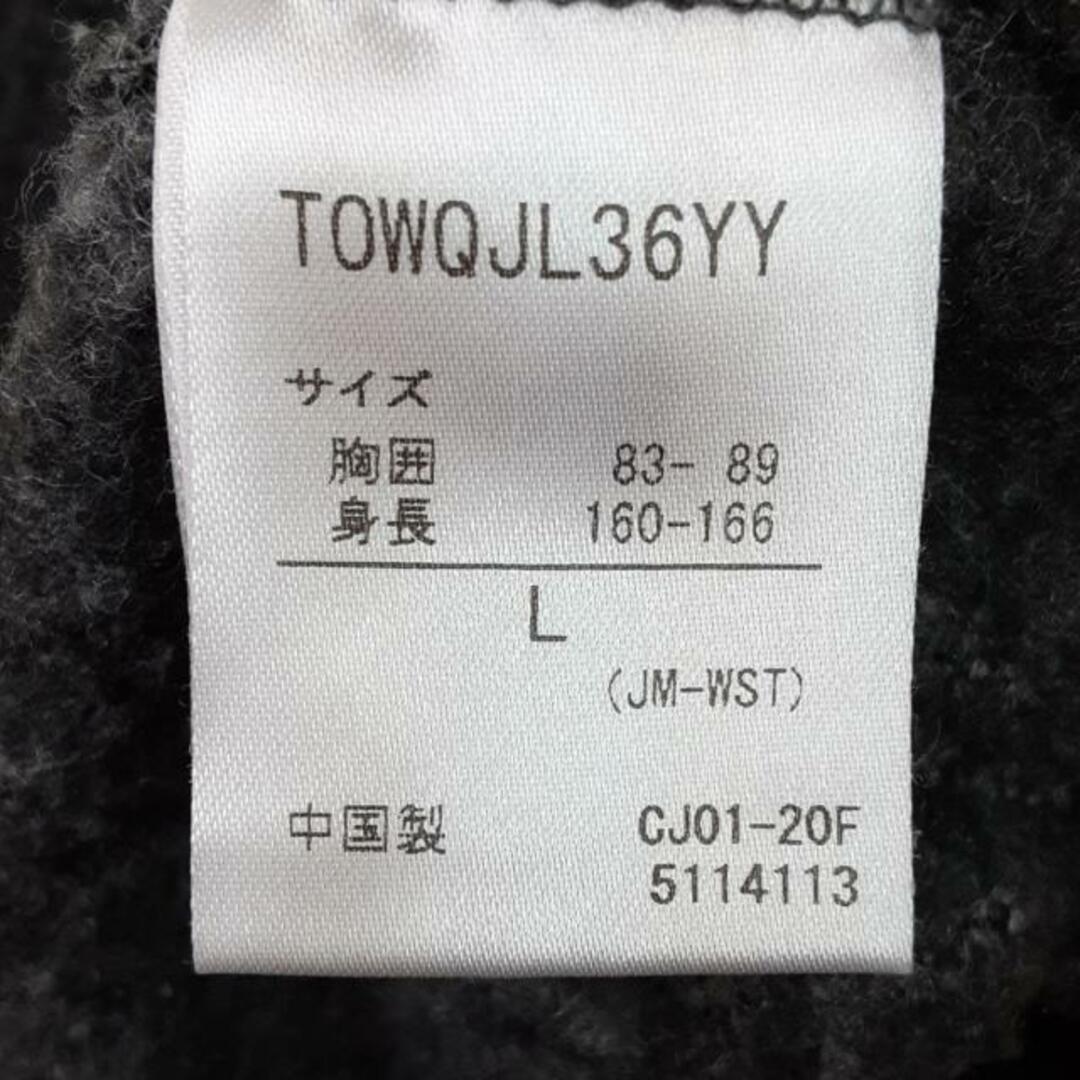 TOWQJL36YY
サイズ
胸囲 83- 89
身長 160-166
L
(JM-WST)
中国製 CJ01-20F
5114113